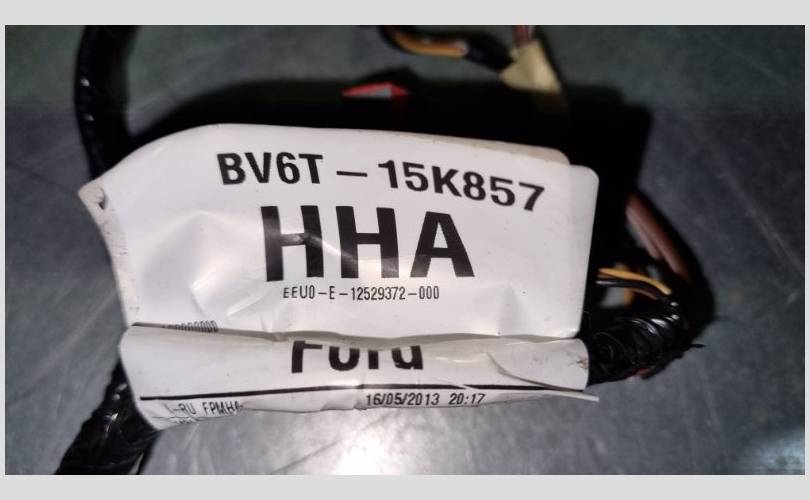 BV6T-15K857
HHA
EEU0-E-12529372-000
Ford
16/05/2013 20:17